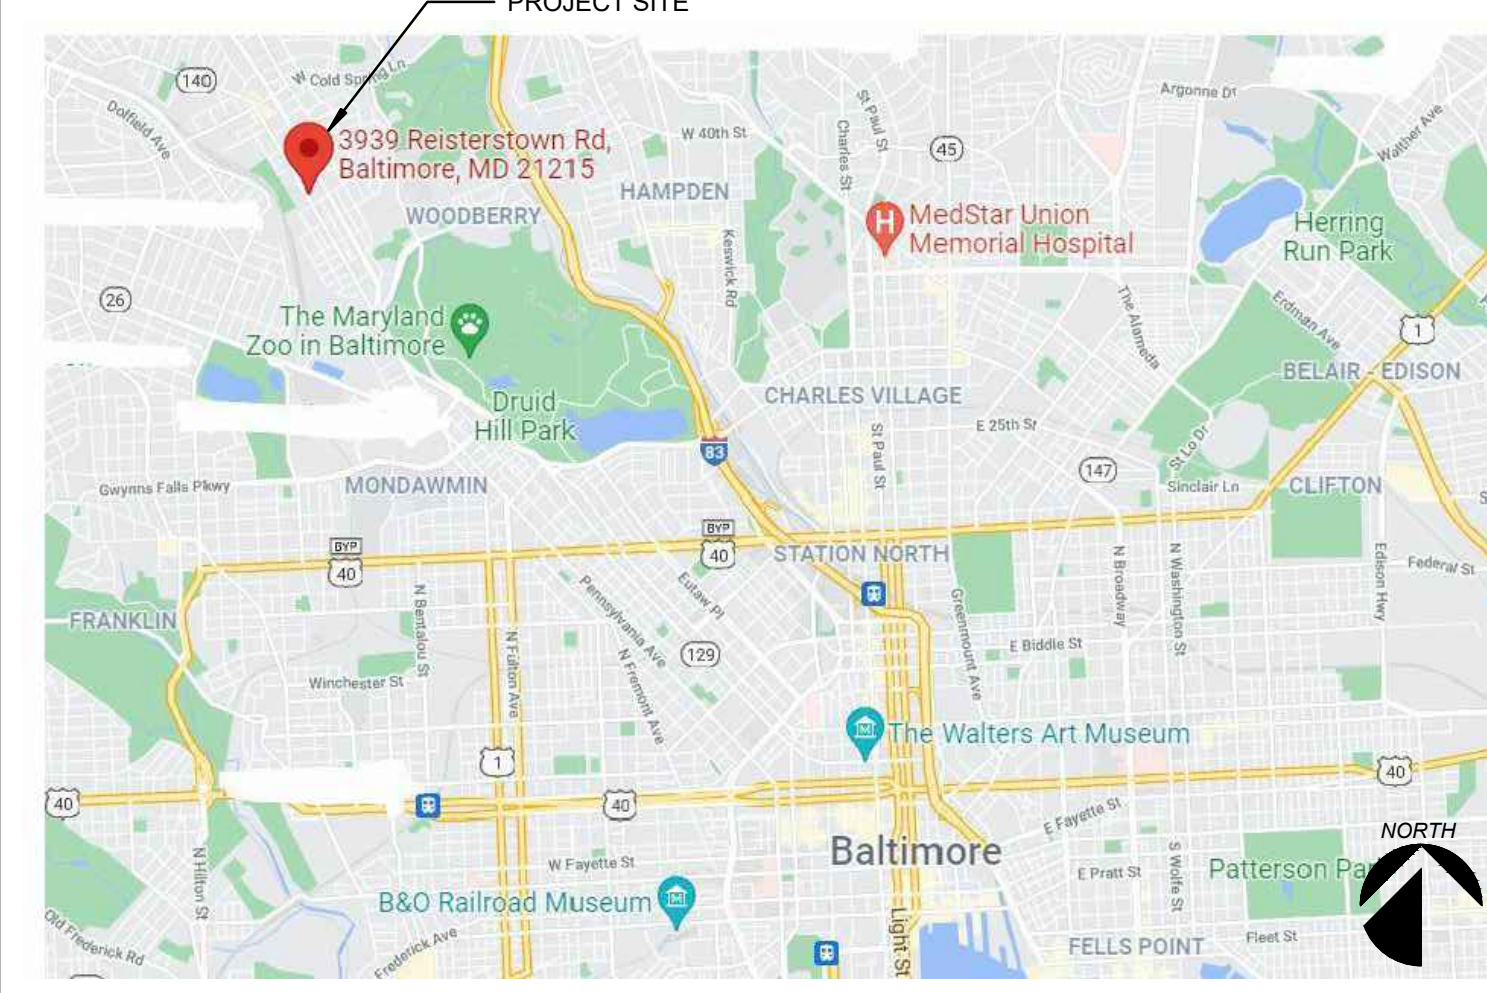 PROJECT SITE
140
W Cold Spring Ln
Dolfield Ave
3939 Reisterstown Rd,
Baltimore, MD 21215
W 40th St
St Paul St
Charles St
45
Argonne Dr
Walther Ave
HAMPDEN
WOODBERRY
MedStar Union
Memorial Hospital
Herring
Run Park
Keswick Rd
26
The Maryland
Zoo in Baltimore
The Alameda
Erdman Ave
1
BELAIR - EDISON
Druid
Hill Park
CHARLES VILLAGE
E 25th St
St Paul St
83
St Lo Dr
147
Sinclair Ln
CLIFTON
Gwynns Falls Pkwy
MONDAWMIN
BYP
40
BYP
40
STATION NORTH
N Broadway
N Washington St
Edison Hwy
Federal St
FRANKLIN
N Bentalou St
Pennsylvania Ave
Eutaw Pl
Greenmount Ave
N Fulton Ave
129
N Fremont Ave
E Biddle St
Winchester St
The Walters Art Museum
1
40
40
40
E Fayette St
NORTH
Baltimore
N Hilton St
W Fayette St
E Pratt St
S Wolfe St
Patterson Pa
B&O Railroad Museum
Light St
Old Frederick Rd
Frederick Ave
FELLS POINT
Fleet St